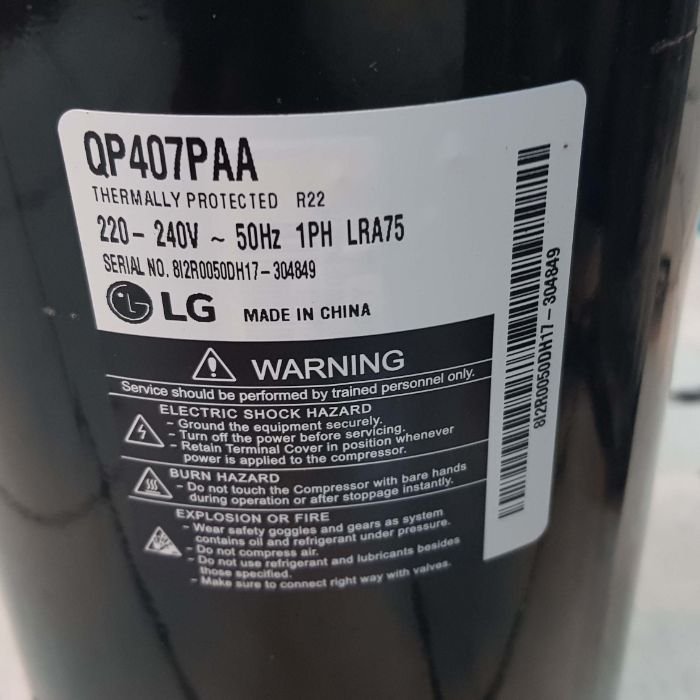 QP407PAA
THERMALLY PROTECTED R22
220 - 240V ~ 50Hz 1PH LRA75
SERIAL NO. 8I2R0050DH17-304849
LG MADE IN CHINA
WARNING
Service should be performed by trained personnel only.
ELECTRIC SHOCK HAZARD
- Ground the equipment securely.
- Turn off the power before servicing.
- Retain Terminal Cover in position whenever
power is applied to the compressor.
BURN HAZARD
- Do not touch the Compressor with bare hands
during operation or after stoppage instantly.
EXPLOSION OR FIRE
- Wear safety goggles and gears as system
contains oil and refrigerant under pressure.
- Do not compress air.
- Do not use refrigerant and lubricants besides
those specified.
- Make sure to connect right way with valves.
8I2R0050DH17 - 304849